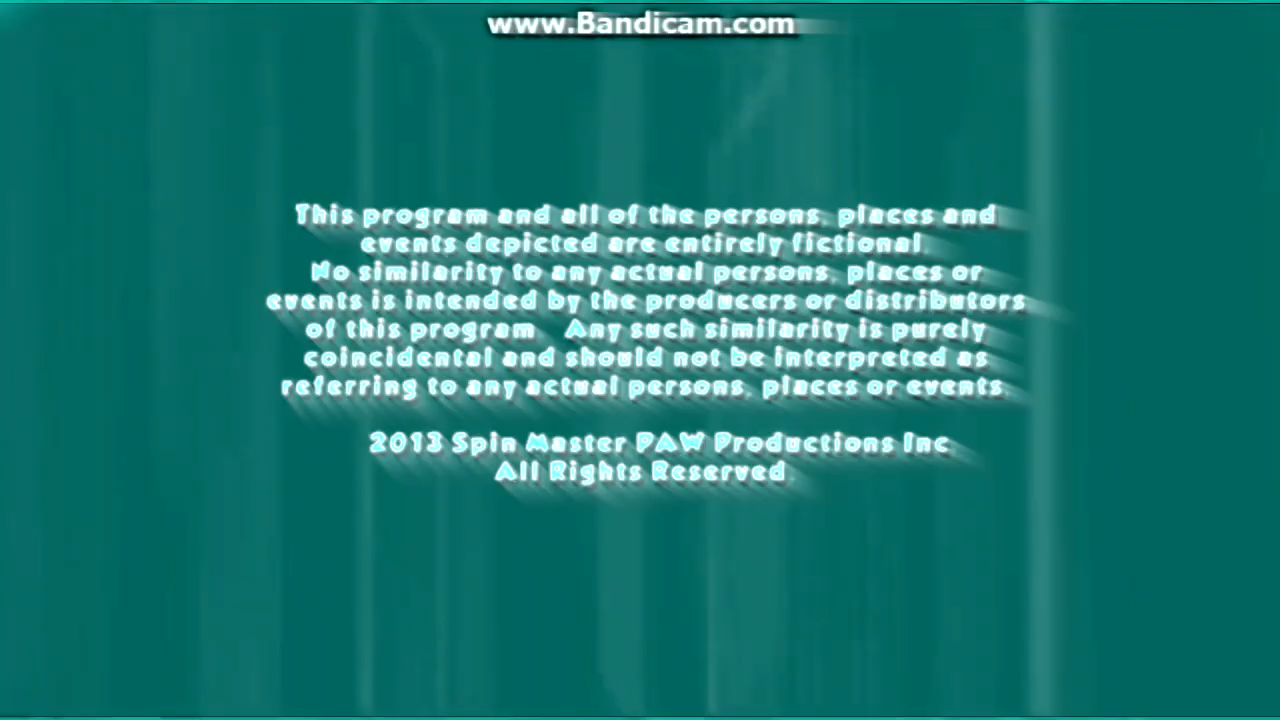 www.Bandicam.com
This program and all of the persons, places and
events depicted are entirely fictional.
No similarity to any actual persons, places or
events is intended by the producers or distributors
of this program. Any such similarity is purely
coincidental and should not be interpreted as
referring to any actual persons, places or events.
2013 Spin Master PAW Productions Inc.
All Rights Reserved.